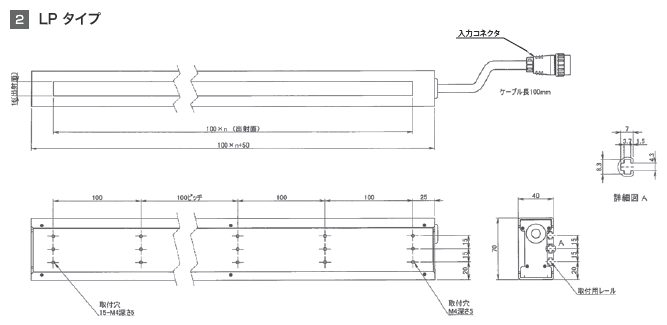 2 LP タイプ
入力コネクタ
ケーブル長100mm
16(出射面)
100×n (出射面)
100×n+50
7
3.7 1.5
8.3
4.3
詳細図 A
100
100ピッチ
100
100
25
40
A
70
15
15
20
15
15
20
取付穴
15-M4深さ5
取付穴
M4深さ5
取付用レール